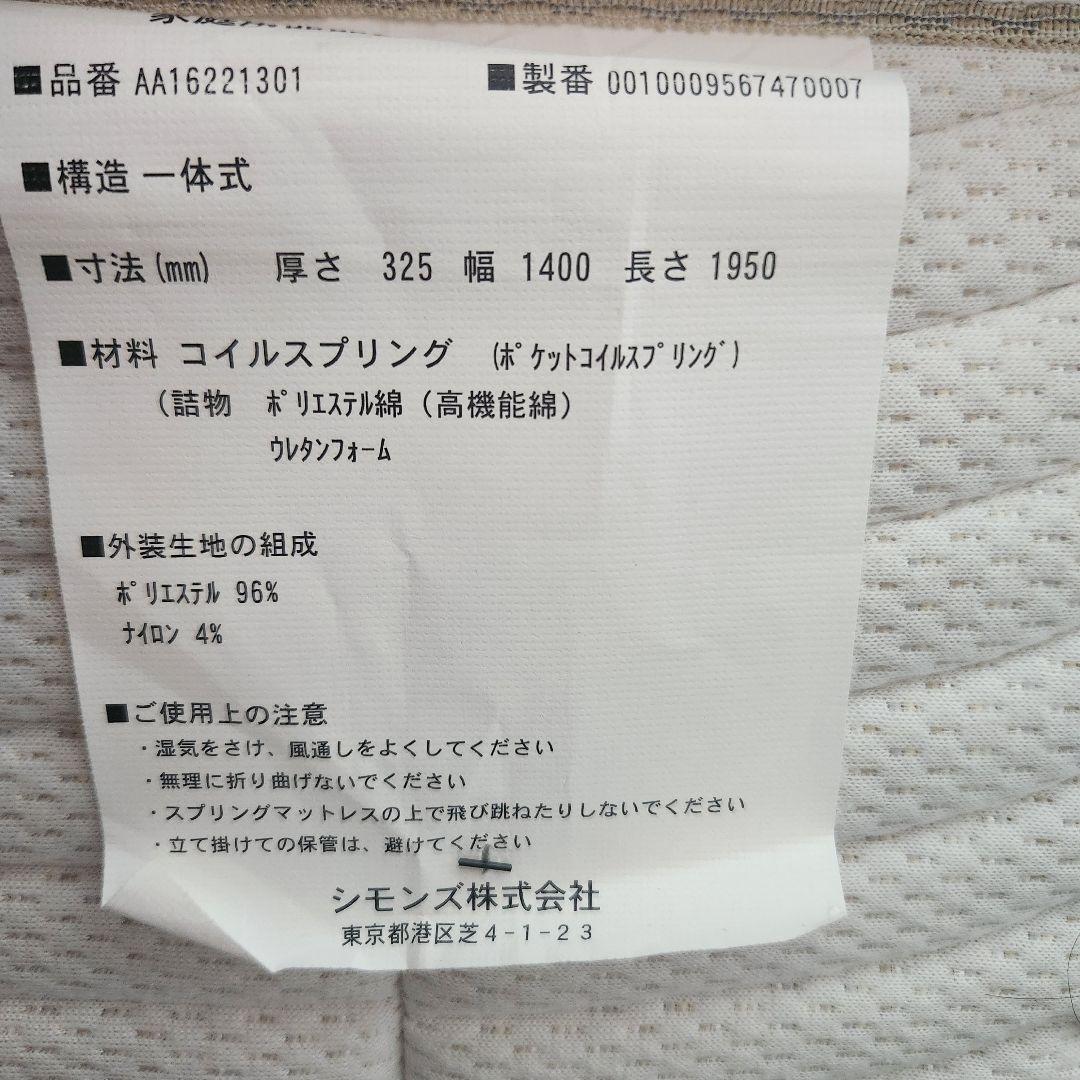 ■品番 AA16221301 ■製番 0010009567470007
■構造 一体式
■寸法(mm) 厚さ 325 幅 1400 長さ 1950
■材料 コイルスプリング (ﾎﾟｹｯﾄｺｲﾙｽﾌﾟﾘﾝｸﾞ)
(詰物 ﾎﾟﾘｴｽﾃﾙ綿 (高機能綿)
ｳﾚﾀﾝﾌｫｰﾑ
■外装生地の組成
ﾎﾟﾘｴｽﾃﾙ 96%
ﾅｲﾛﾝ 4%
■ご使用上の注意
・湿気をさけ、風通しをよくしてください
・無理に折り曲げないでください
・スプリングマットレスの上で飛び跳ねたりしないでください
・立て掛けての保管は、避けてください
シモンズ株式会社
東京都港区芝4-1-23